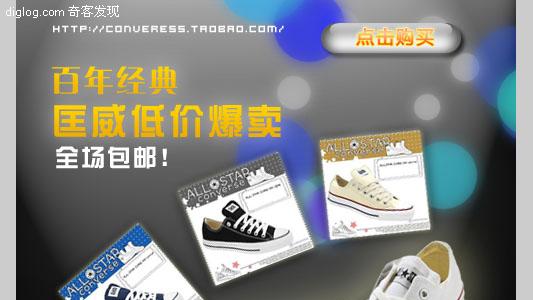 diglog.com 奇客发现
HTTP://CONVERESS.TAOBAO.COM/
点击购买
百年经典
匡威低价爆卖
全场包邮！
ALL STAR
converse
ALL STAR
converse
ALL STAR
converse